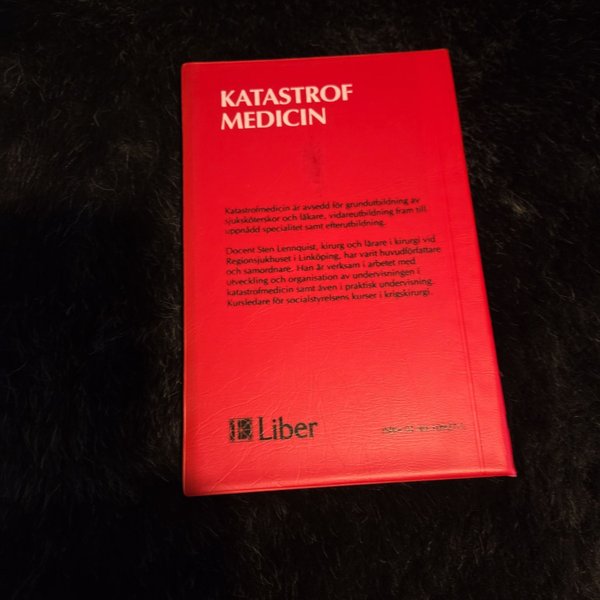 KATASTROF
MEDICIN
Katastrofmedicin är avsedd för grundutbildning av
sjuksköterskor och läkare, vidareutbildning fram till
uppnådd specialitet samt efterutbildning.
Docent Sten Lennquist, kirurg och lärare i kirurgi vid
Regionsjukhuset i Linköping, har varit huvudförfattare
och samordnare. Han är verksam i arbetet med
utveckling och organisation av undervisningen i
katastrofmedicin samt även i praktisk undervisning.
Kursledare för socialstyrelsens kurser i krigskirurgi.
Liber